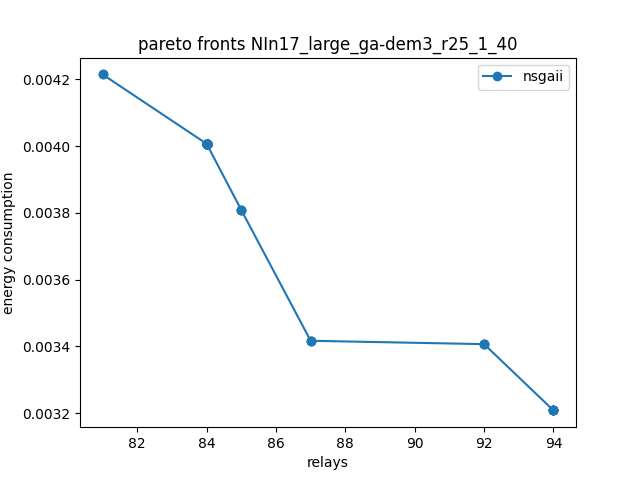 pareto fronts NIn17_large_ga-dem3_r25_1_40
nsgaii
energy consumption
0.0042
0.0040
0.0038
0.0036
0.0034
0.0032
82 84 86 88 90 92 94
relays